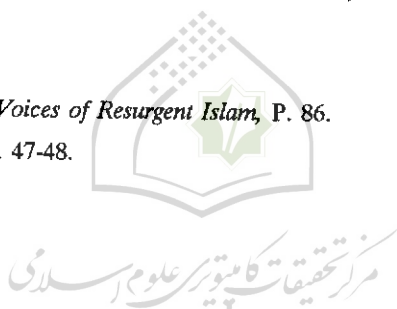 Voices of Resurgent Islam, P. 86.
. 47-48.
مرکز تحقیقات کامپیوتری علوم اسلامی